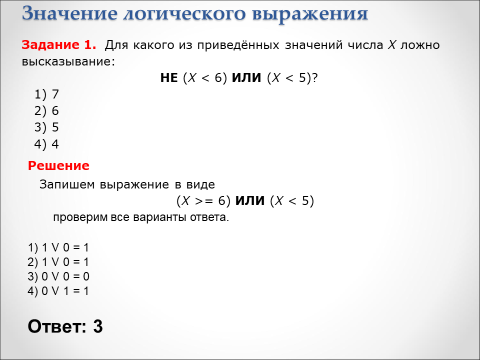 Значение логического выражения
Задание 1. Для какого из приведённых значений числа X ложно
высказывание:
НЕ (X < 6) ИЛИ (X < 5)?
1) 7
2) 6
3) 5
4) 4
Решение
Запишем выражение в виде
(X >= 6) ИЛИ (X < 5)
проверим все варианты ответа.
1) 1 V 0 = 1
2) 1 V 0 = 1
3) 0 V 0 = 0
4) 0 V 1 = 1
Ответ: 3